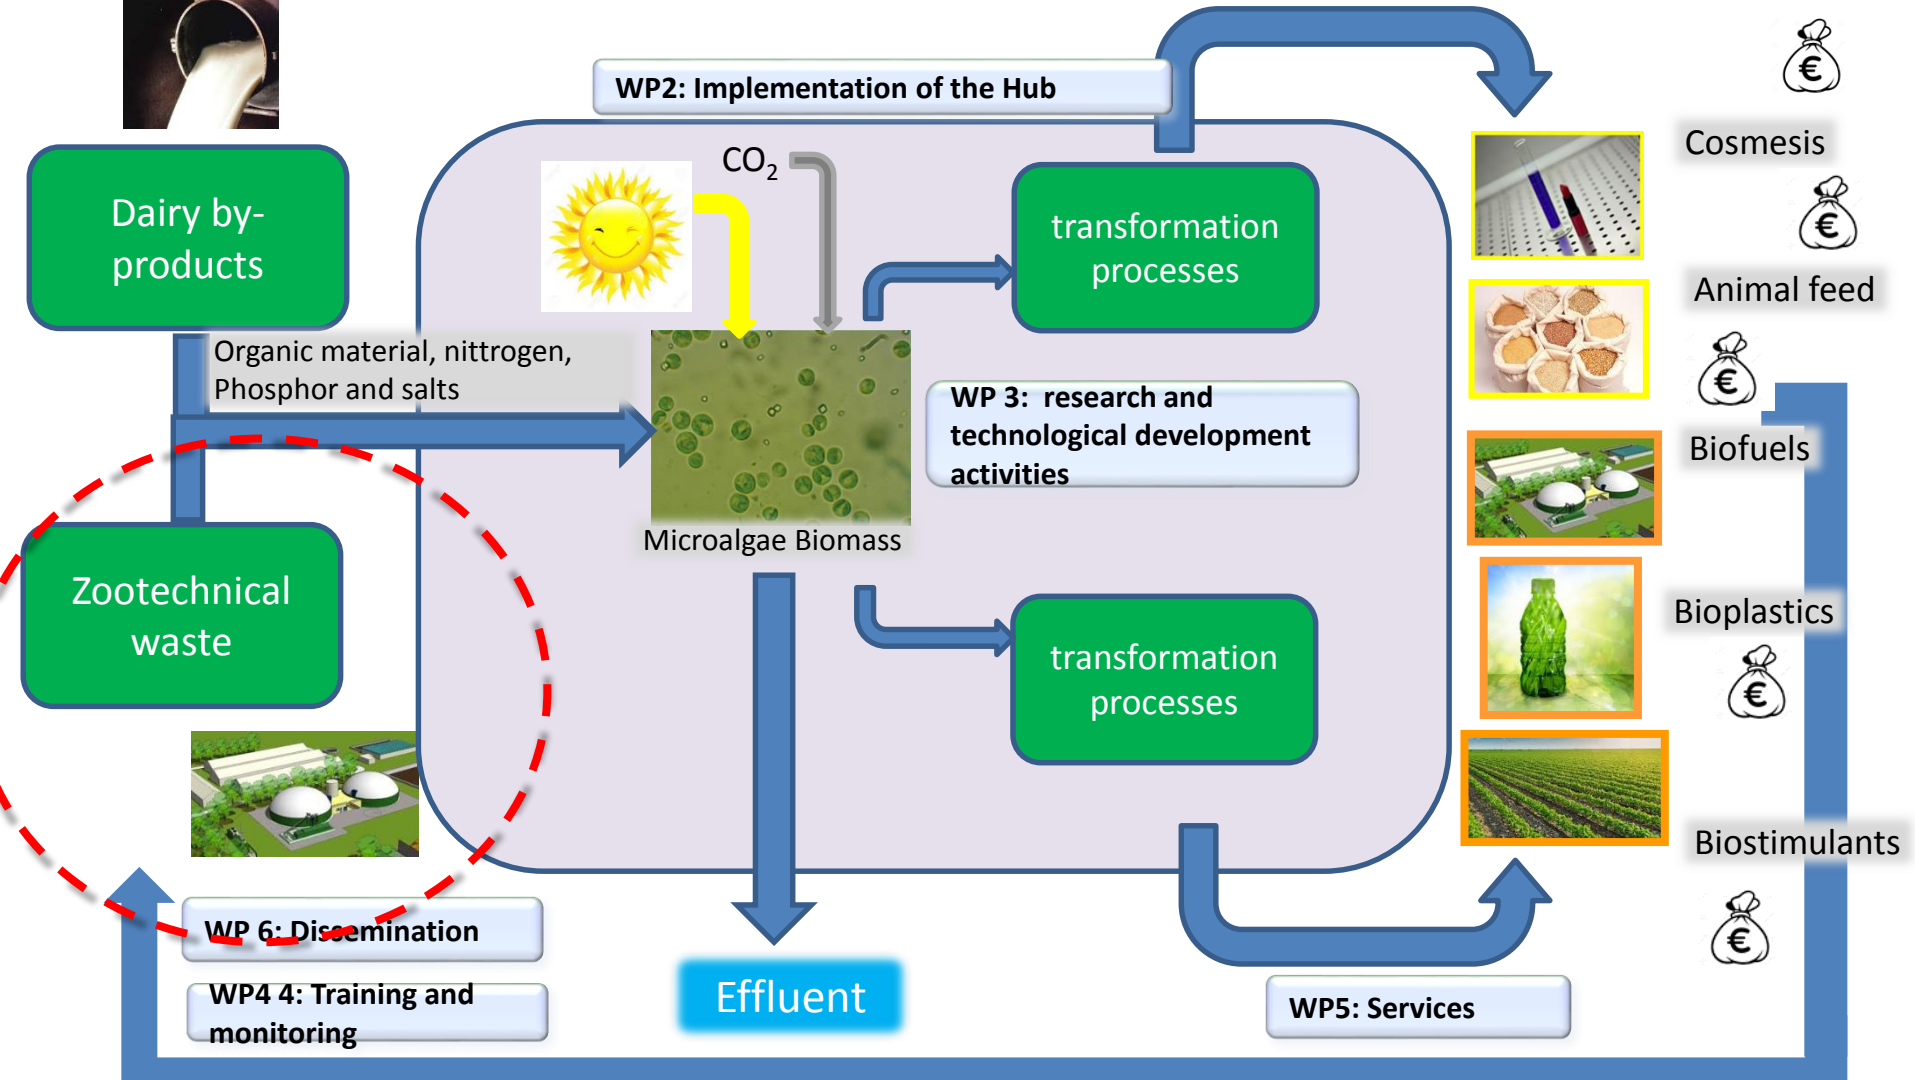 WP2: Implementation of the Hub
Dairy by-
products
CO2
transformation
processes
Cosmesis
€
€
Animal feed
Organic material, nittrogen,
Phosphor and salts
€
WP 3: research and
technological development
activities
Biofuels
Microalgae Biomass
Zootechnical
waste
transformation
processes
Bioplastics
€
Biostimulants
€
WP 6: Dissemination
WP4 4: Training and
monitoring
Effluent
WP5: Services